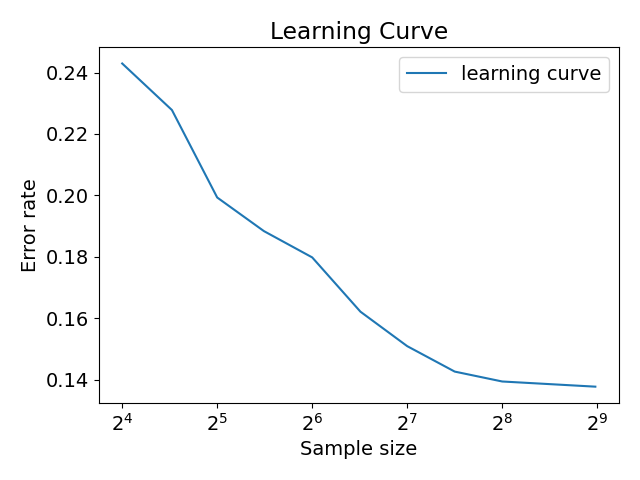 Learning Curve
learning curve
Error rate
0.24
0.22
0.20
0.18
0.16
0.14
2⁴ 2⁵ 2⁶ 2⁷ 2⁸ 2⁹
Sample size